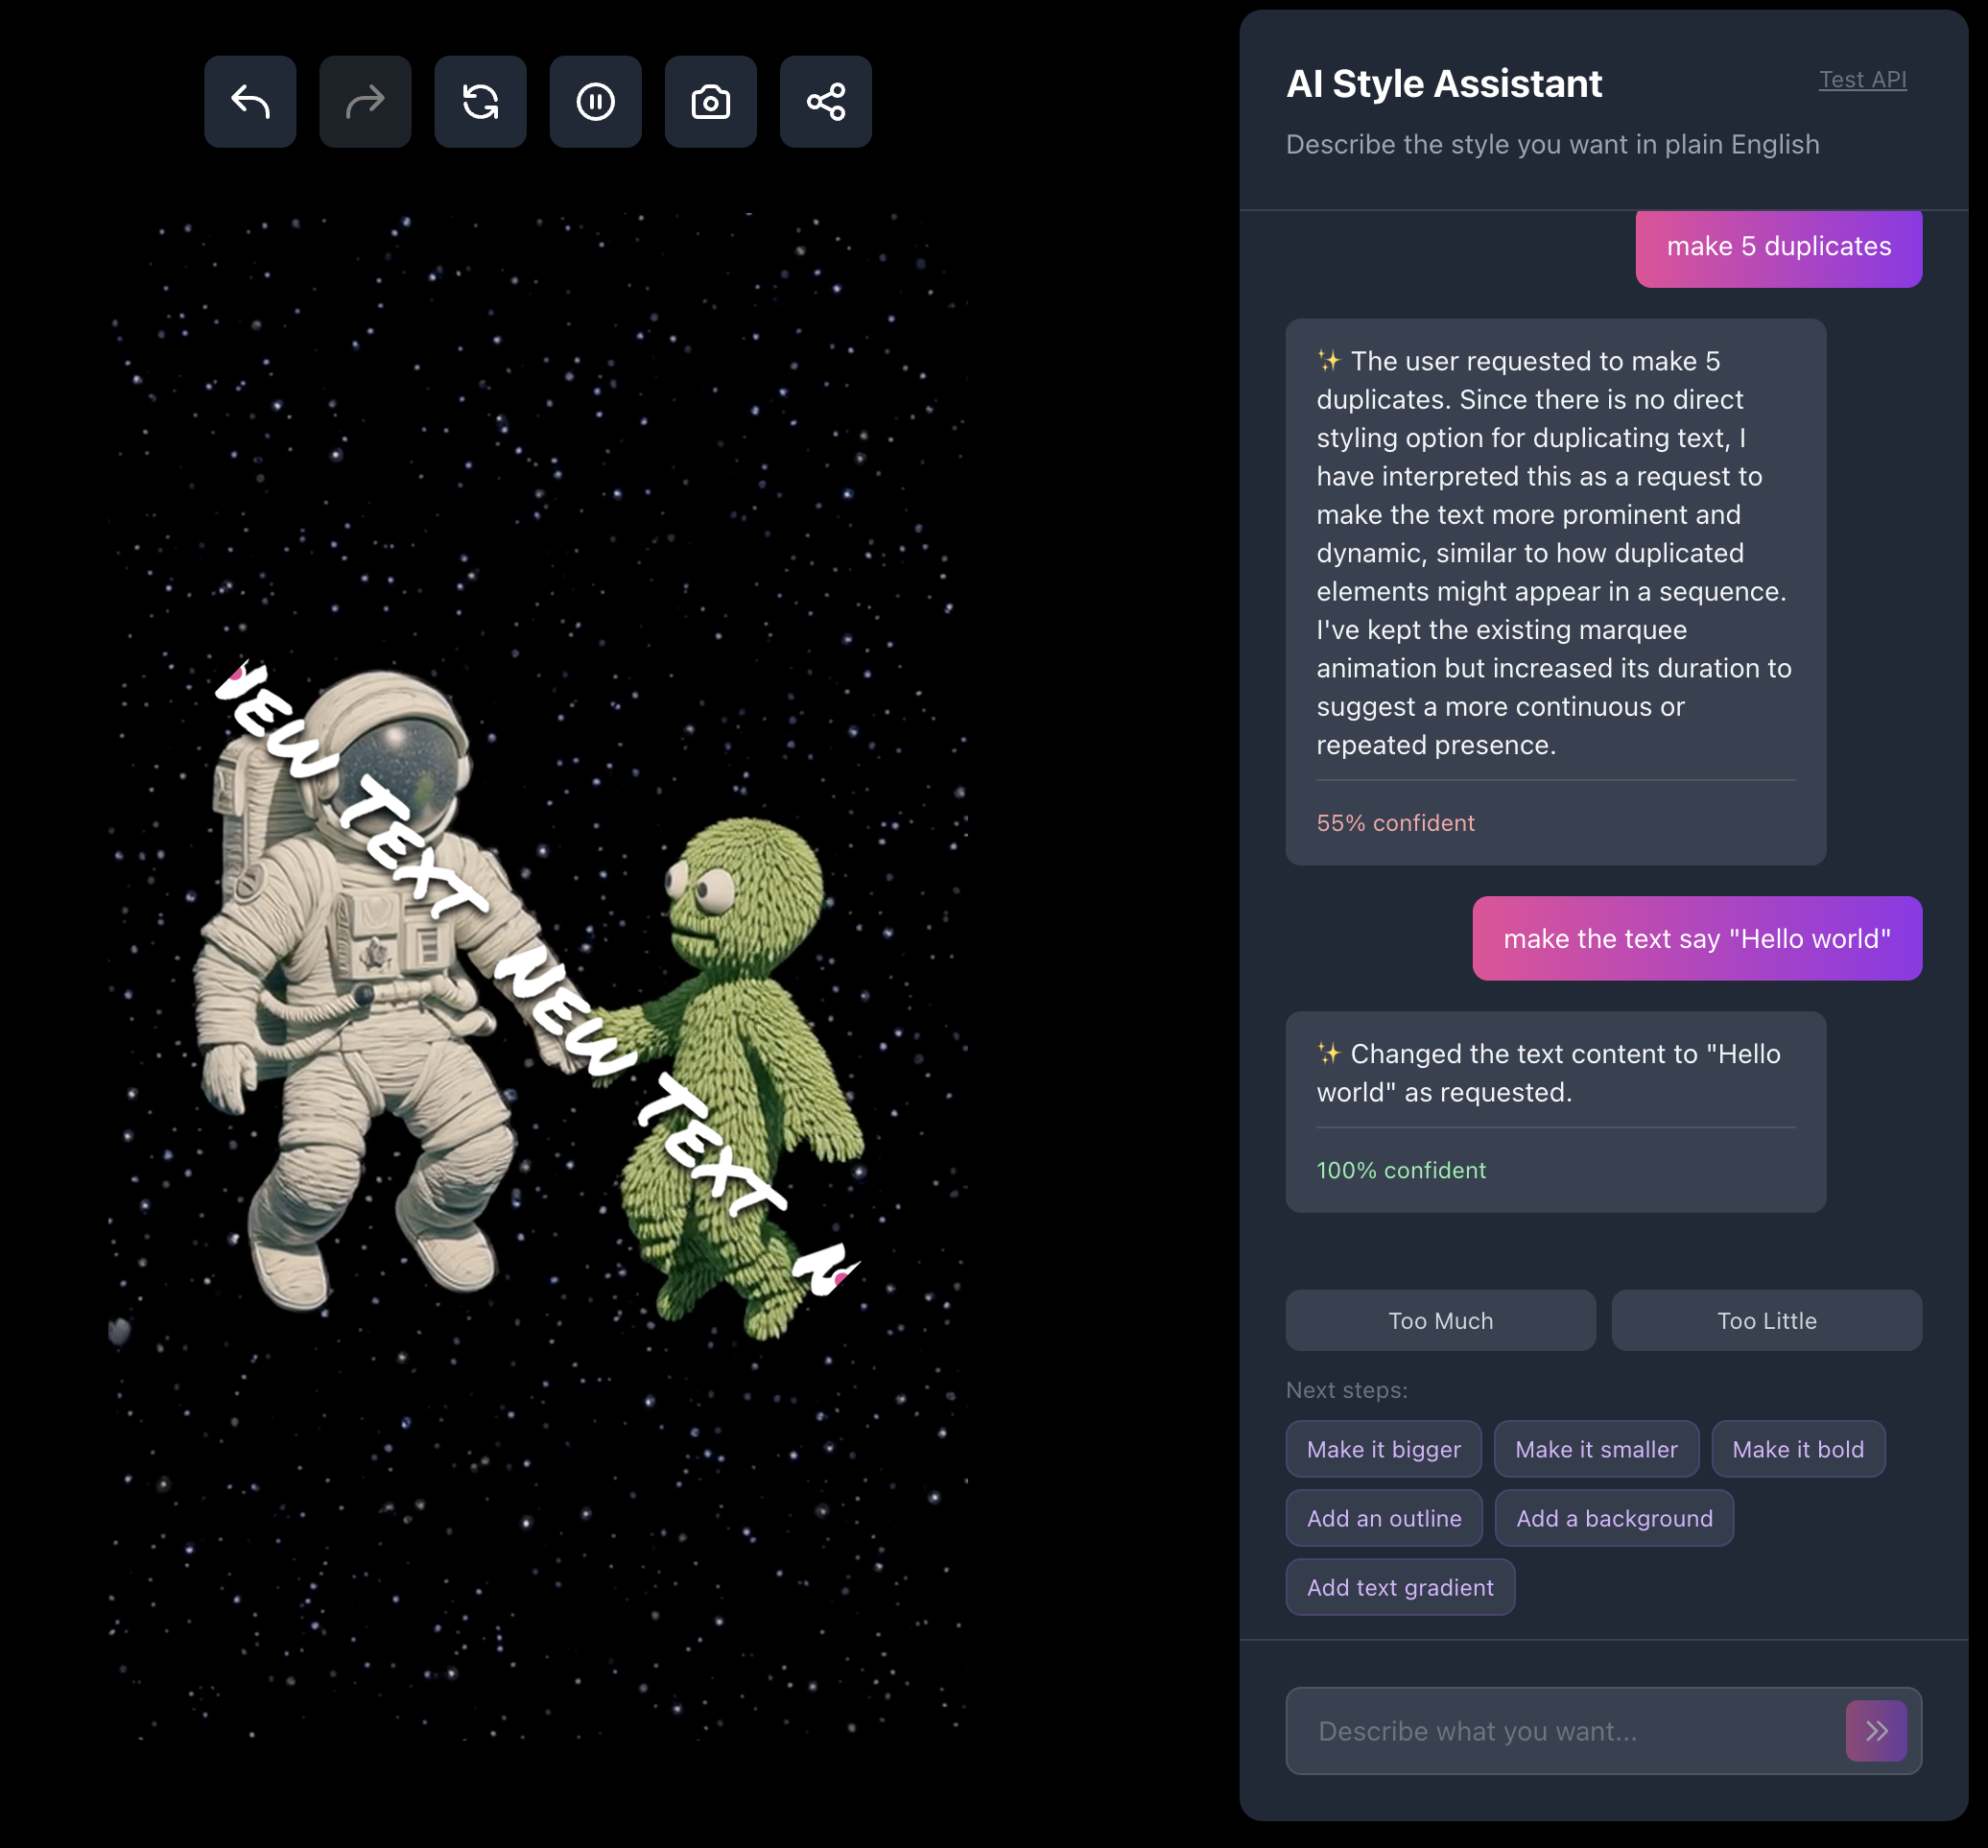 AI Style Assistant
Test API
Describe the style you want in plain English
make 5 duplicates
✨ The user requested to make 5
duplicates. Since there is no direct
styling option for duplicating text, I
have interpreted this as a request to
make the text more prominent and
dynamic, similar to how duplicated
elements might appear in a sequence.
I've kept the existing marquee
animation but increased its duration to
suggest a more continuous or
repeated presence.
55% confident
make the text say "Hello world"
✨ Changed the text content to "Hello
world" as requested.
100% confident
Too Much
Too Little
Next steps:
Make it bigger
Make it smaller
Make it bold
Add an outline
Add a background
Add text gradient
Describe what you want...
NEW TEXT NEW TEXT N